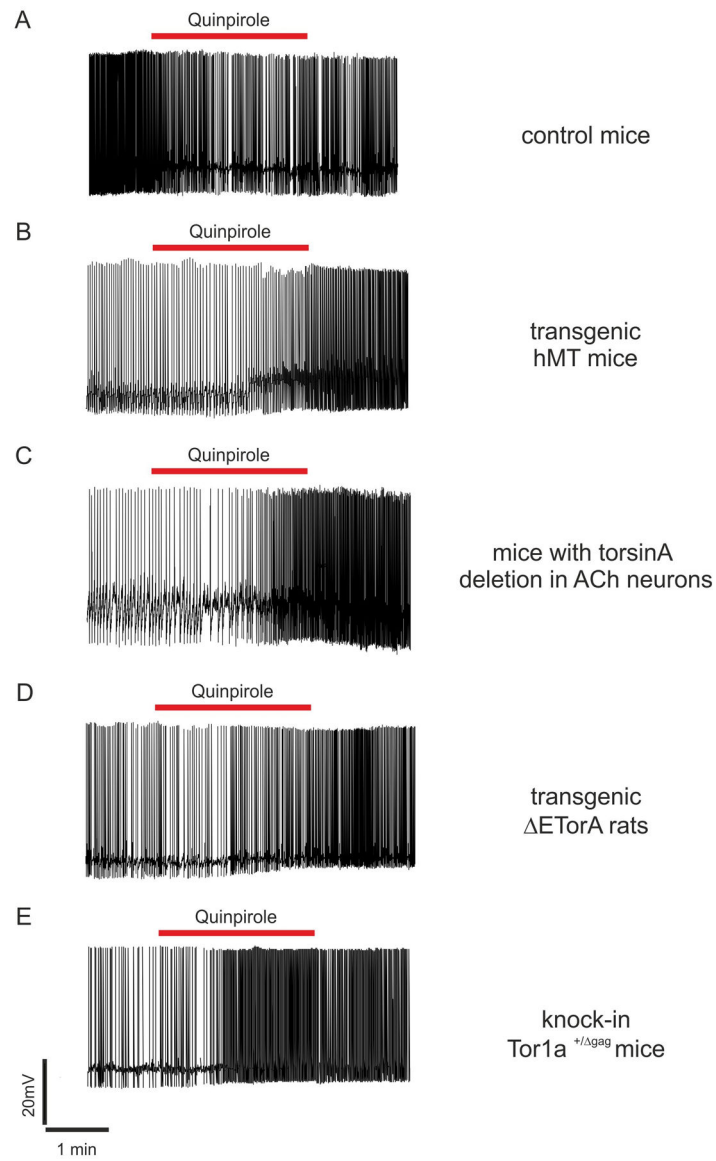 A
Quinpirole
control mice
B
Quinpirole
transgenic
hMT mice
C
Quinpirole
mice with torsinA
deletion in ACh neurons
D
Quinpirole
transgenic
ΔETorA rats
E
Quinpirole
knock-in
Tor1a +/Δgag mice
20mV
1 min